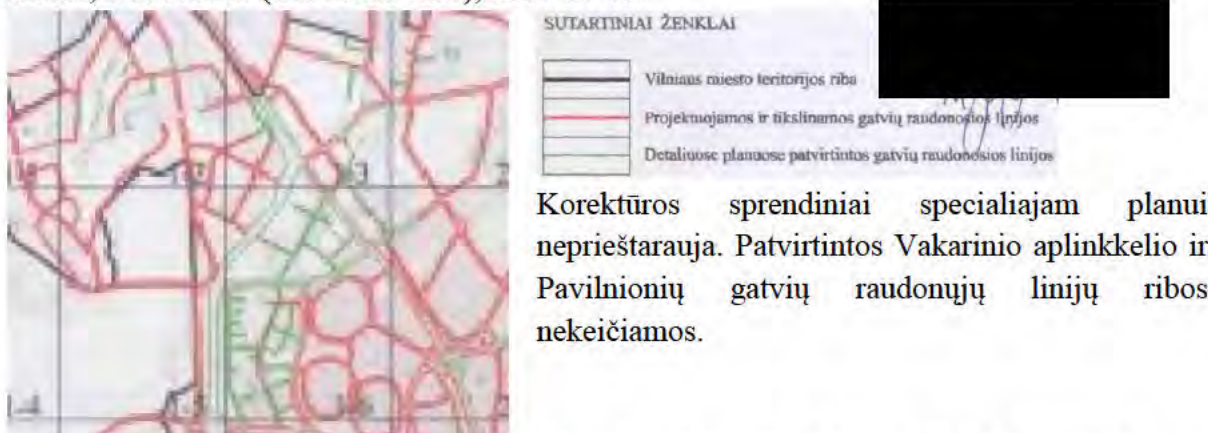 SUTARTINIAI ŽENKLAI
Vilniaus miesto teritorijos riba
Projektuojamos ir tikslinamos gatvių raudonosios linijos
Detaliuose planuose patvirtintos gatvių raudonosios linijos
Korektūros sprendiniai specialiajam planui
neprieštarauja. Patvirtintos Vakarinio aplinkkelio ir
Pavilnionių gatvių raudonųjų linijų ribos
nekeičiamos.